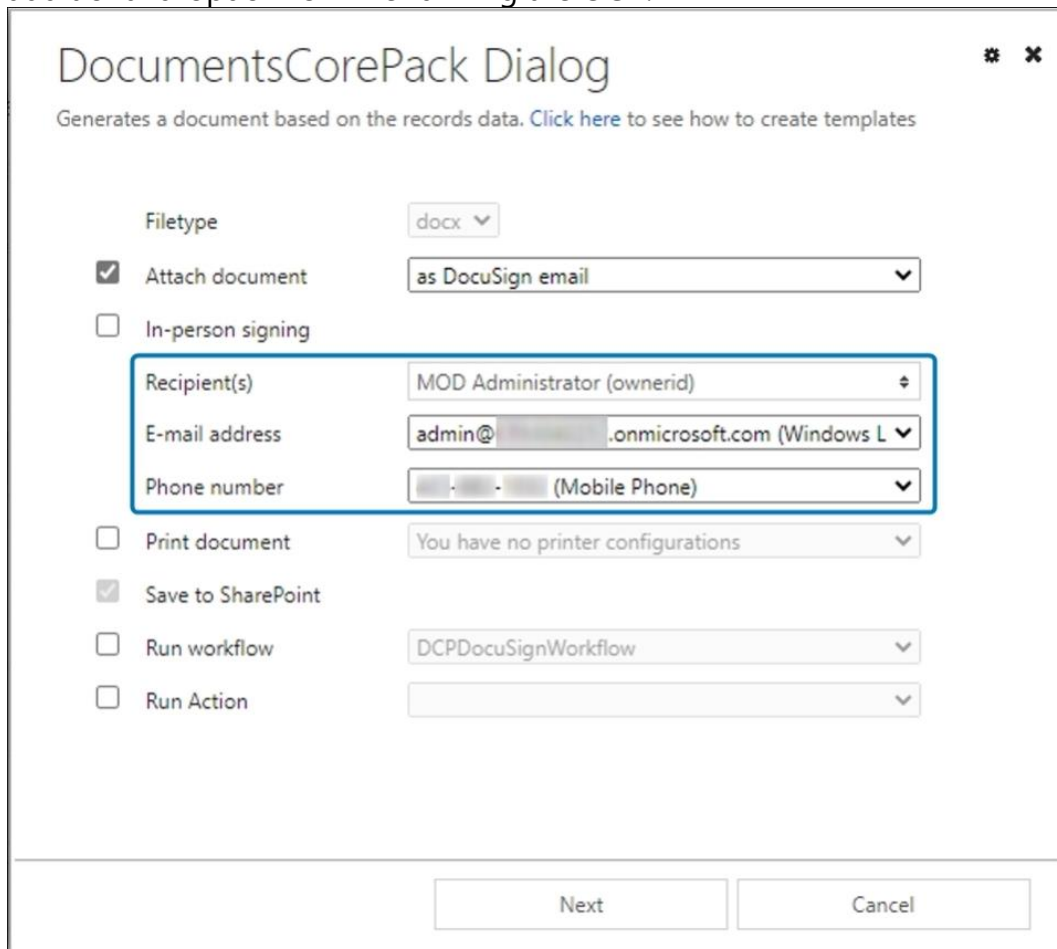 DocumentsCorePack Dialog
Generates a document based on the records data. Click here to see how to create templates
Filetype docx
Attach document as DocuSign email
In-person signing
Recipient(s) MOD Administrator (ownerid)
E-mail address admin@ .onmicrosoft.com (Windows L
Phone number - - (Mobile Phone)
Print document You have no printer configurations
Save to SharePoint
Run workflow DCPDocuSignWorkflow
Run Action
Next Cancel